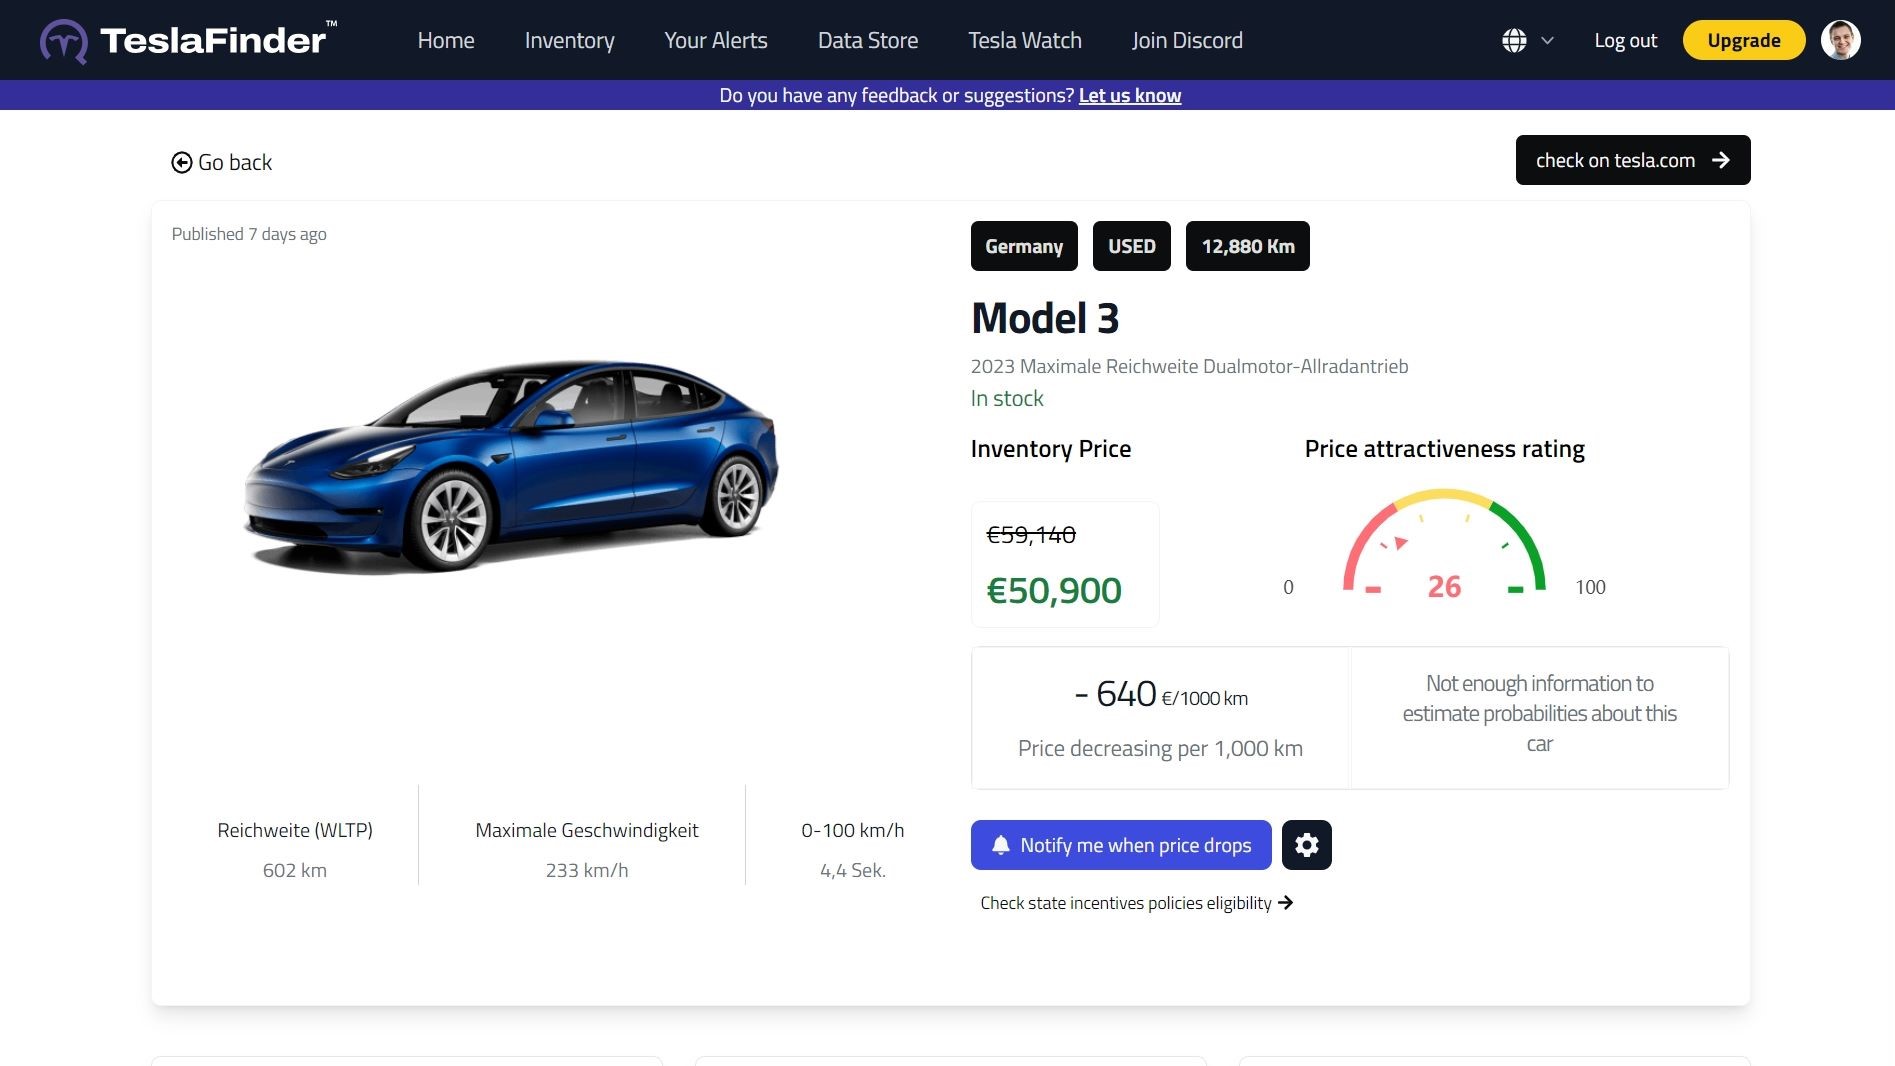 TeslaFinder™
Home Inventory Your Alerts Data Store Tesla Watch Join Discord Log out Upgrade
Do you have any feedback or suggestions? Let us know
Go back
check on tesla.com
Published 7 days ago
Germany USED 12,880 Km
Model 3
2023 Maximale Reichweite Dualmotor-Allradantrieb
In stock
Inventory Price
€59,140
€50,900
Price attractiveness rating
0 26 100
- 640 €/1000 km
Price decreasing per 1,000 km
Not enough information to
estimate probabilities about this
car
Reichweite (WLTP)
602 km
Maximale Geschwindigkeit
233 km/h
0-100 km/h
4,4 Sek.
Notify me when price drops
Check state incentives policies eligibility